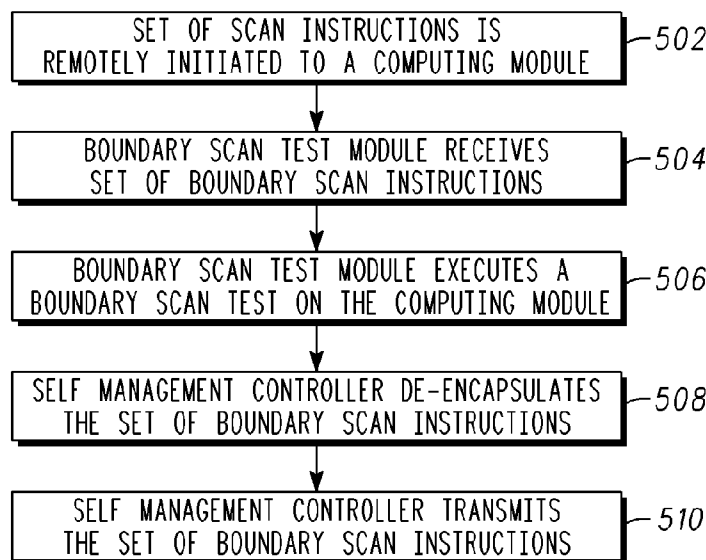 SET OF SCAN INSTRUCTIONS IS
REMOTELY INITIATED TO A COMPUTING MODULE
502
BOUNDARY SCAN TEST MODULE RECEIVES
SET OF BOUNDARY SCAN INSTRUCTIONS
504
BOUNDARY SCAN TEST MODULE EXECUTES A
BOUNDARY SCAN TEST ON THE COMPUTING MODULE
506
SELF MANAGEMENT CONTROLLER DE-ENCAPSULATES
THE SET OF BOUNDARY SCAN INSTRUCTIONS
508
SELF MANAGEMENT CONTROLLER TRANSMITS
THE SET OF BOUNDARY SCAN INSTRUCTIONS
510